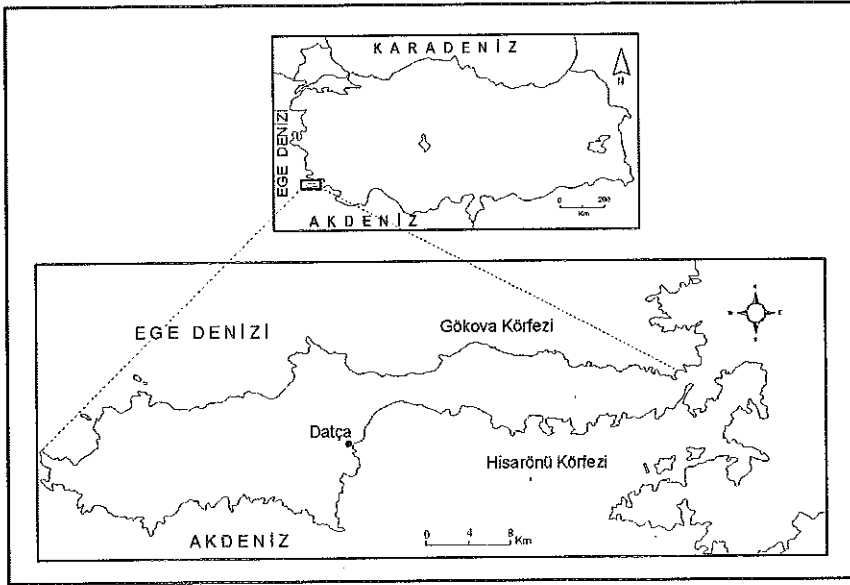 KARADENİZ
N
EGE DENİZİ
AKDENİZ
0 200
Km
EGE DENİZİ
Gökova Körfezi
Datça
Hisarönü Körfezi
AKDENİZ
0 4 8
Km